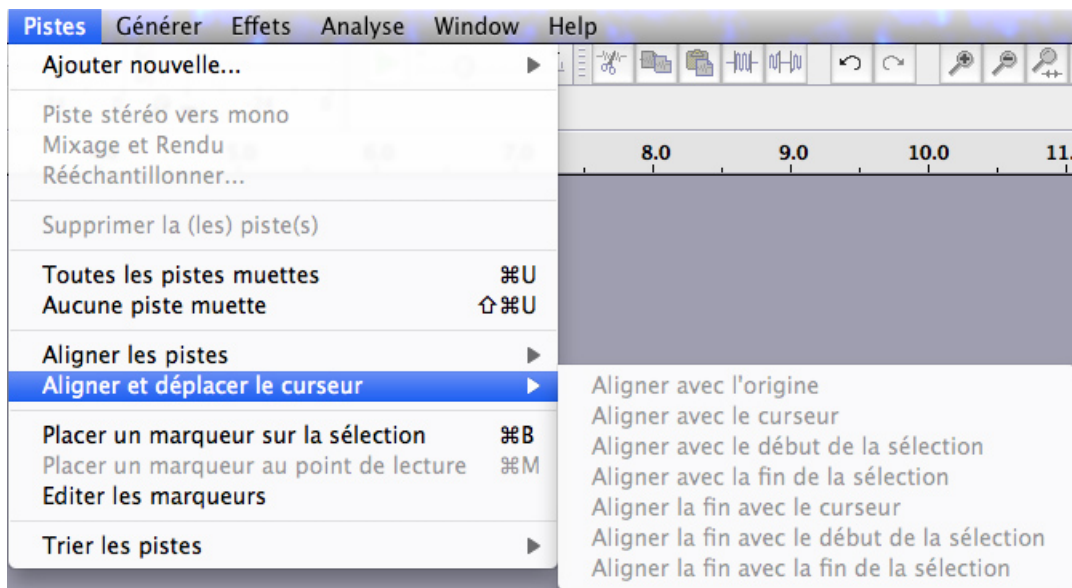 Pistes Générer Effets Analyse Window Help
Ajouter nouvelle...
Piste stéréo vers mono
Mixage et Rendu
Rééchantillonner...
8.0 9.0 10.0 11.
Supprimer la (les) piste(s)
Toutes les pistes muettes ⌘U
Aucune piste muette ⇧⌘U
Aligner les pistes
Aligner et déplacer le curseur
Placer un marqueur sur la sélection ⌘B
Placer un marqueur au point de lecture ⌘M
Editer les marqueurs
Trier les pistes
Aligner avec l'origine
Aligner avec le curseur
Aligner avec le début de la sélection
Aligner avec la fin de la sélection
Aligner la fin avec le curseur
Aligner la fin avec le début de la sélection
Aligner la fin avec la fin de la sélection